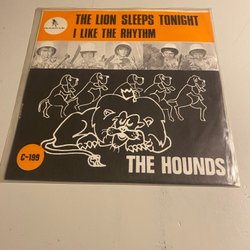 THE LION SLEEPS TONIGHT
I LIKE THE RHYTHM
THE HOUNDS
C-199